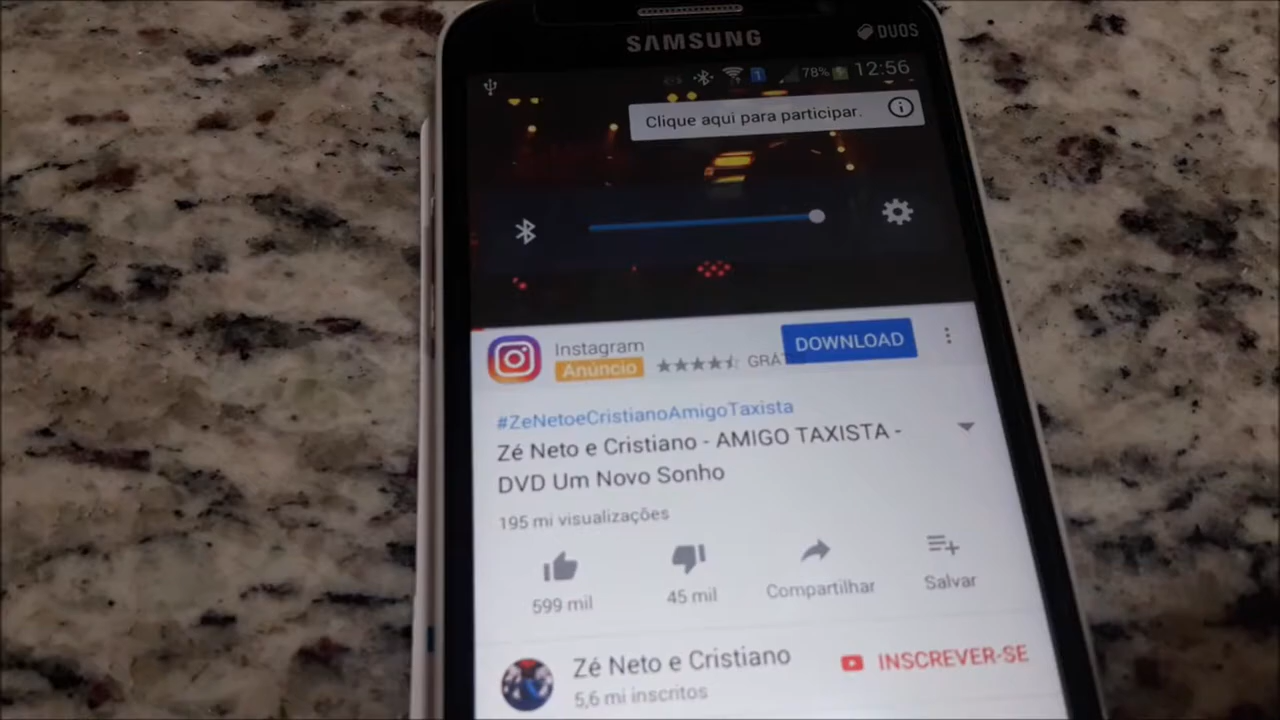 SAMSUNG
DUOS
1
78%
12:56
Clique aqui para participar.
Instagram
DOWNLOAD
Anúncio
GRÁT
#ZeNetoeCristianoAmigoTaxista
Zé Neto e Cristiano - AMIGO TAXISTA -
DVD Um Novo Sonho
195 mi visualizações
599 mil
45 mil
Compartilhar
Salvar
Zé Neto e Cristiano
INSCREVER-SE
5,6 mi inscritos